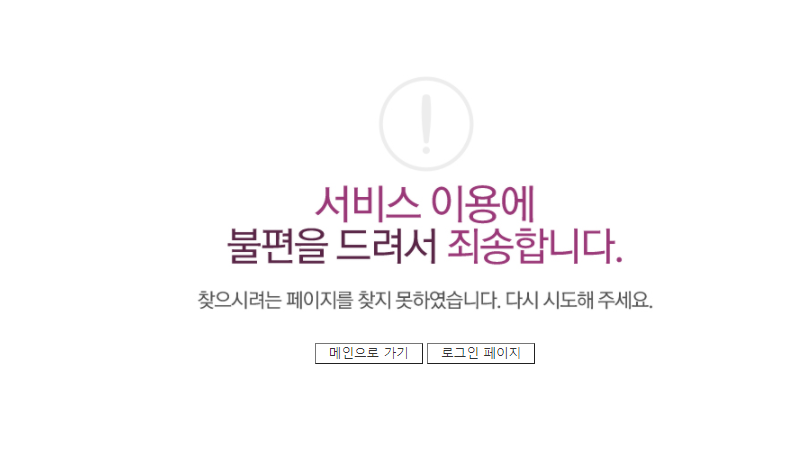 서비스 이용에
불편을 드려서 죄송합니다.
찾으시려는 페이지를 찾지 못하였습니다. 다시 시도해 주세요.
메인으로 가기 로그인 페이지